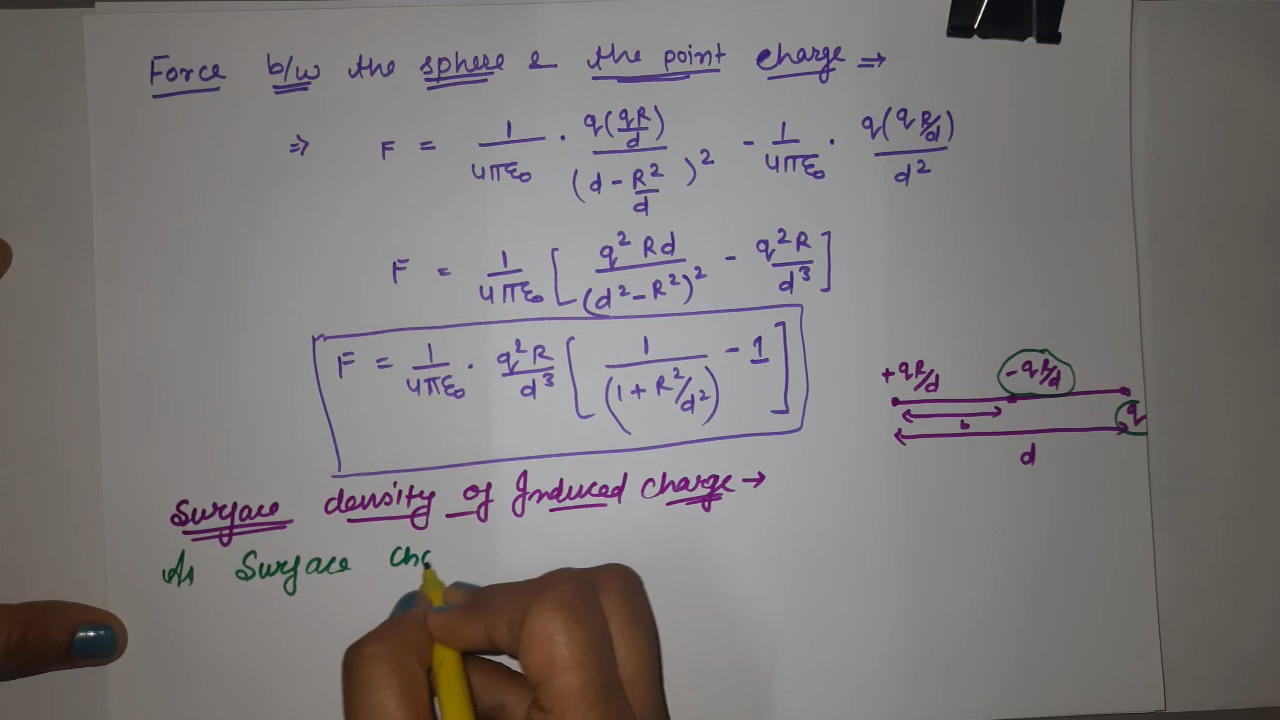 Force b/w the sphere & the point charge ⇒
⇒ F = 1/4πε₀ · q(qR/d)/(d - R²/d)² - 1/4πε₀ · q(qR/d)/d²
F = 1/4πε₀ [q²Rd/(d² - R²)² - q²R/d³]
F = 1/4πε₀ · q²R/d³ [1/(1 + R²/d²) - 1]
+qR/d -qR/d
q
b
d
Surface density of Induced charge →
As Surface cha